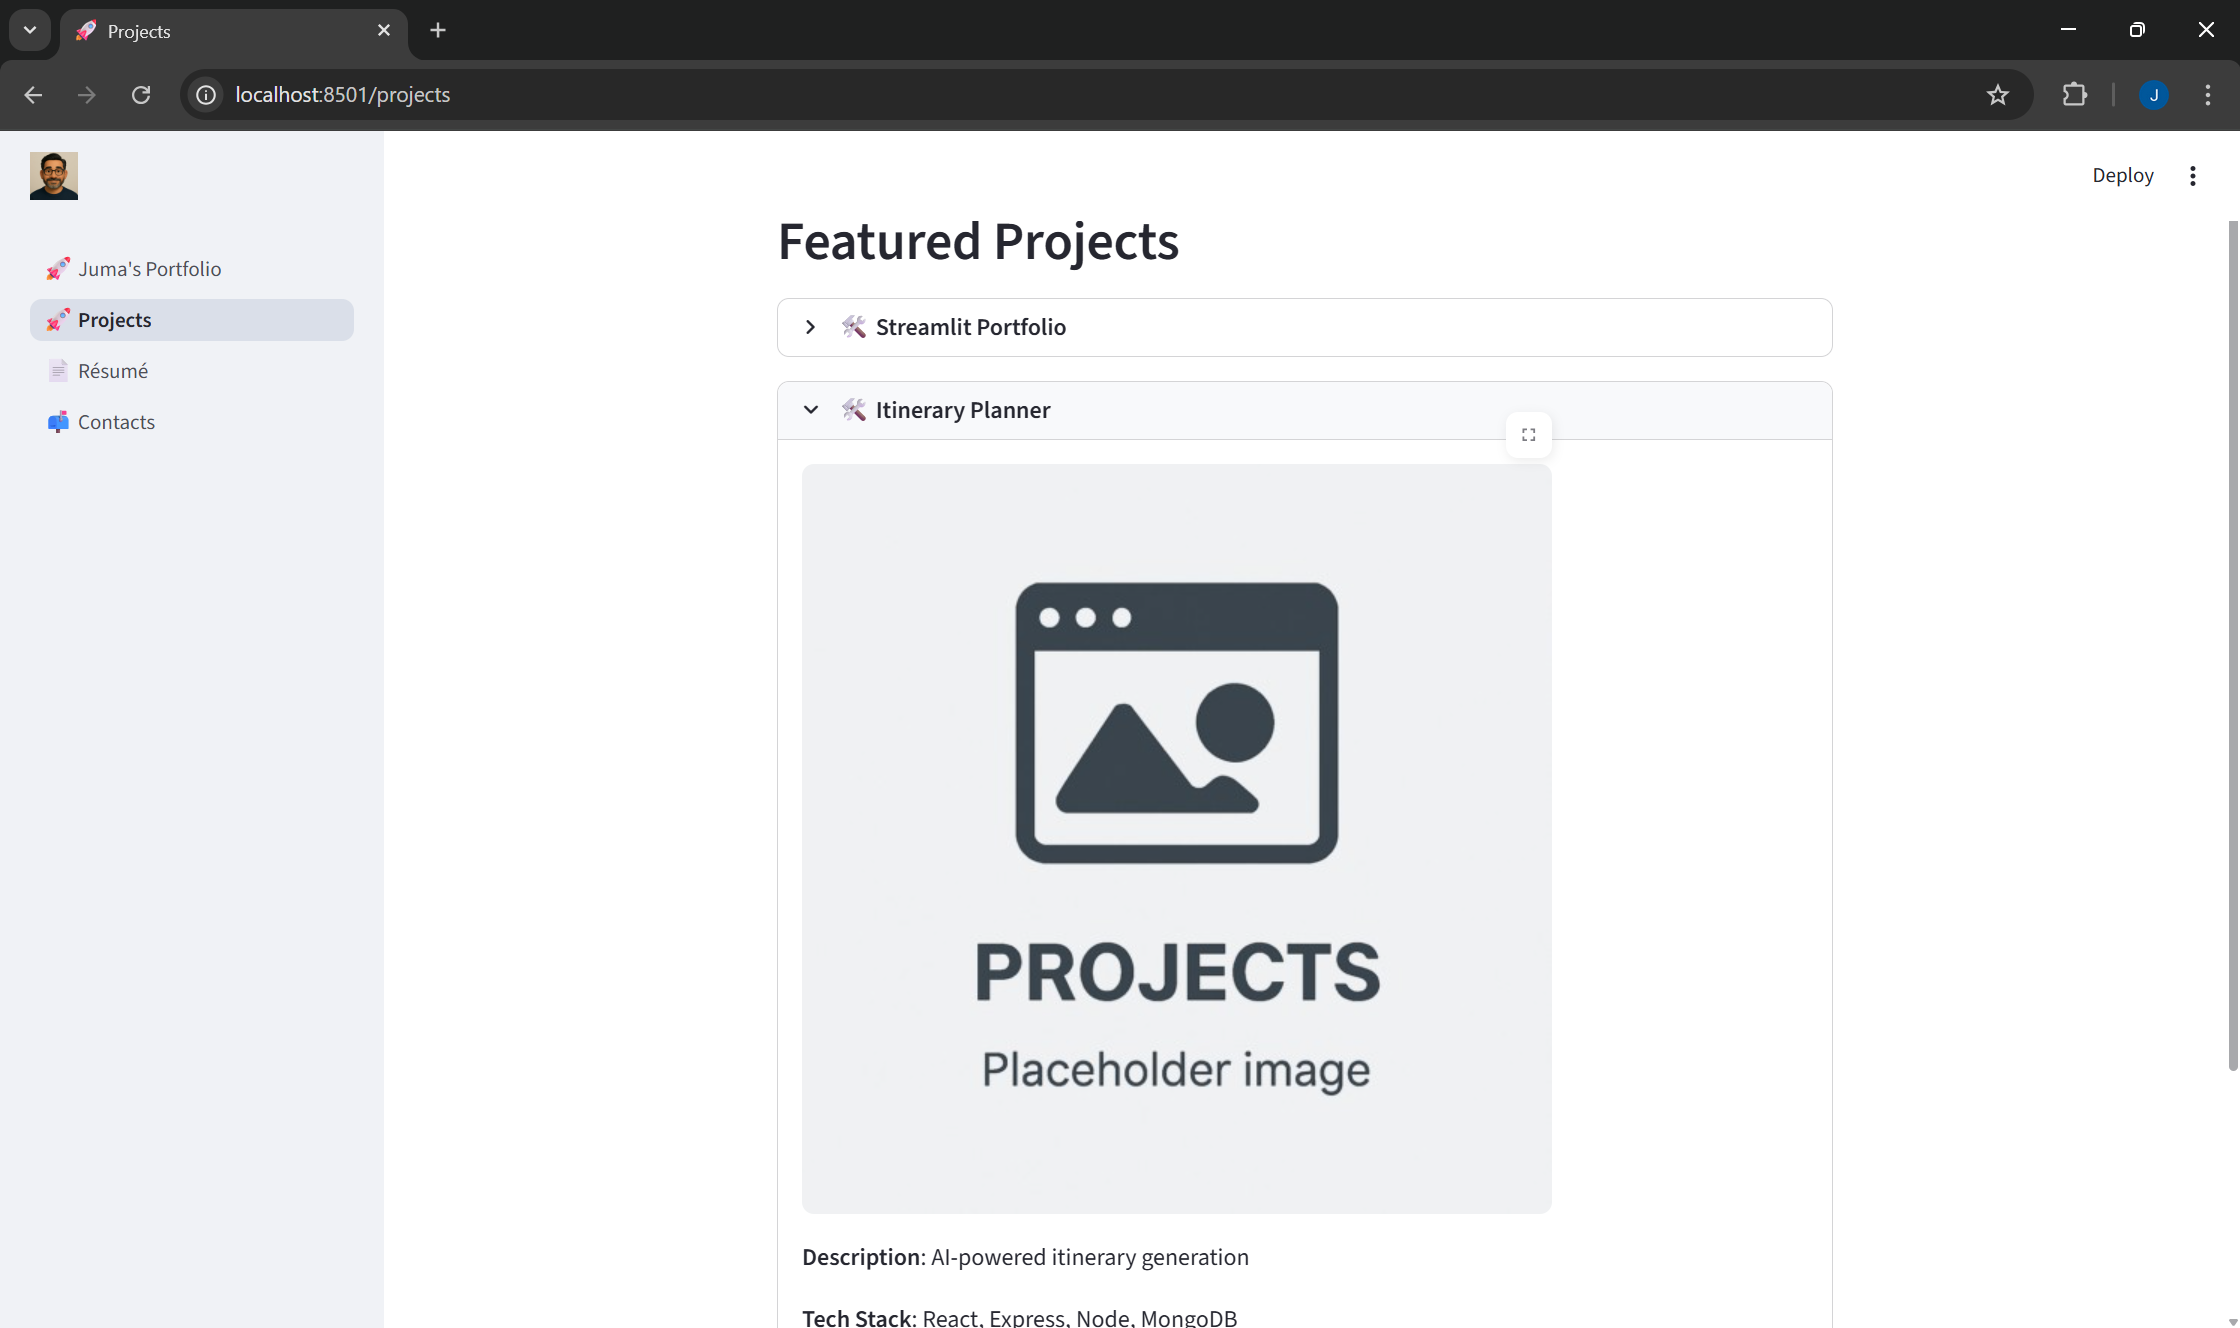 Projects
localhost:8501/projects
J
Deploy
🚀 Juma's Portfolio
🚀 Projects
Résumé
Contacts
Featured Projects
🛠️ Streamlit Portfolio
🛠️ Itinerary Planner
PROJECTS
Placeholder image
Description: AI-powered itinerary generation
Tech Stack: React, Express, Node, MongoDB